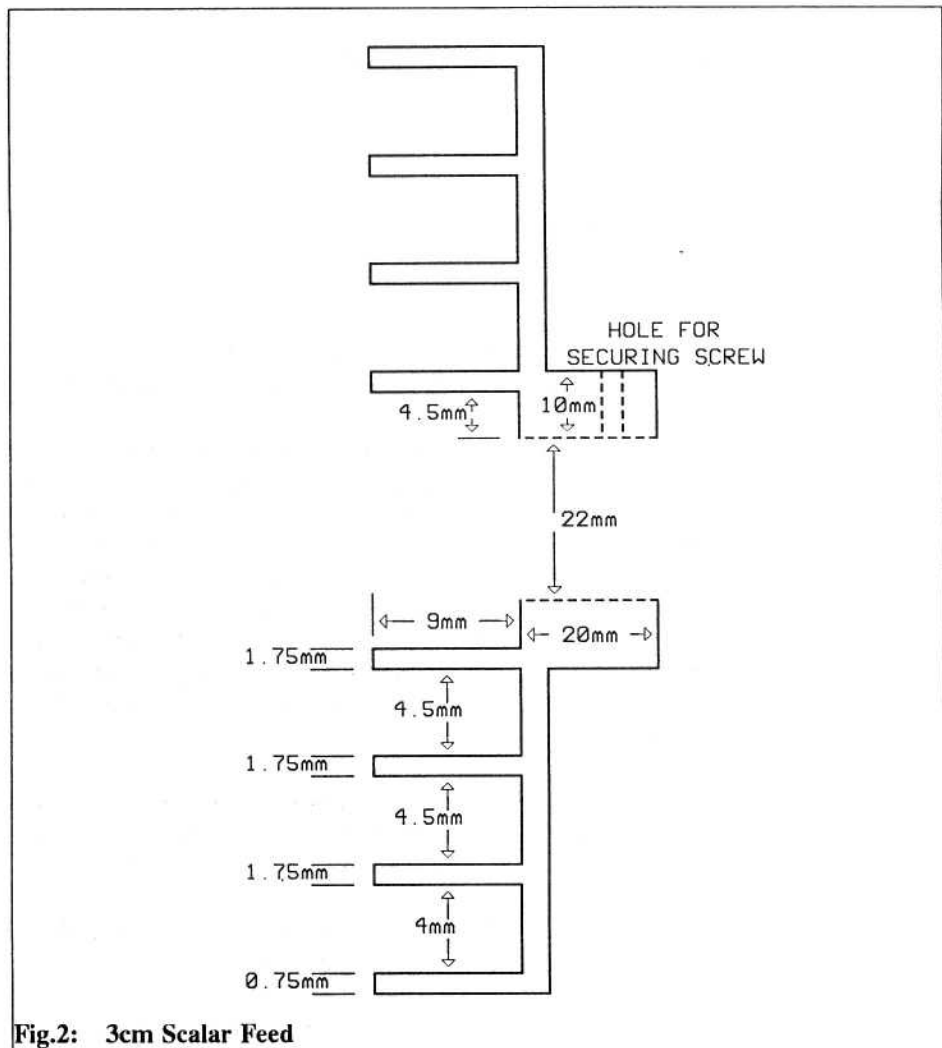 HOLE FOR
SECURING SCREW
4.5mm
10mm
22mm
9mm
20mm
1.75mm
4.5mm
1.75mm
4.5mm
1.75mm
4mm
0.75mm
Fig.2: 3cm Scalar Feed